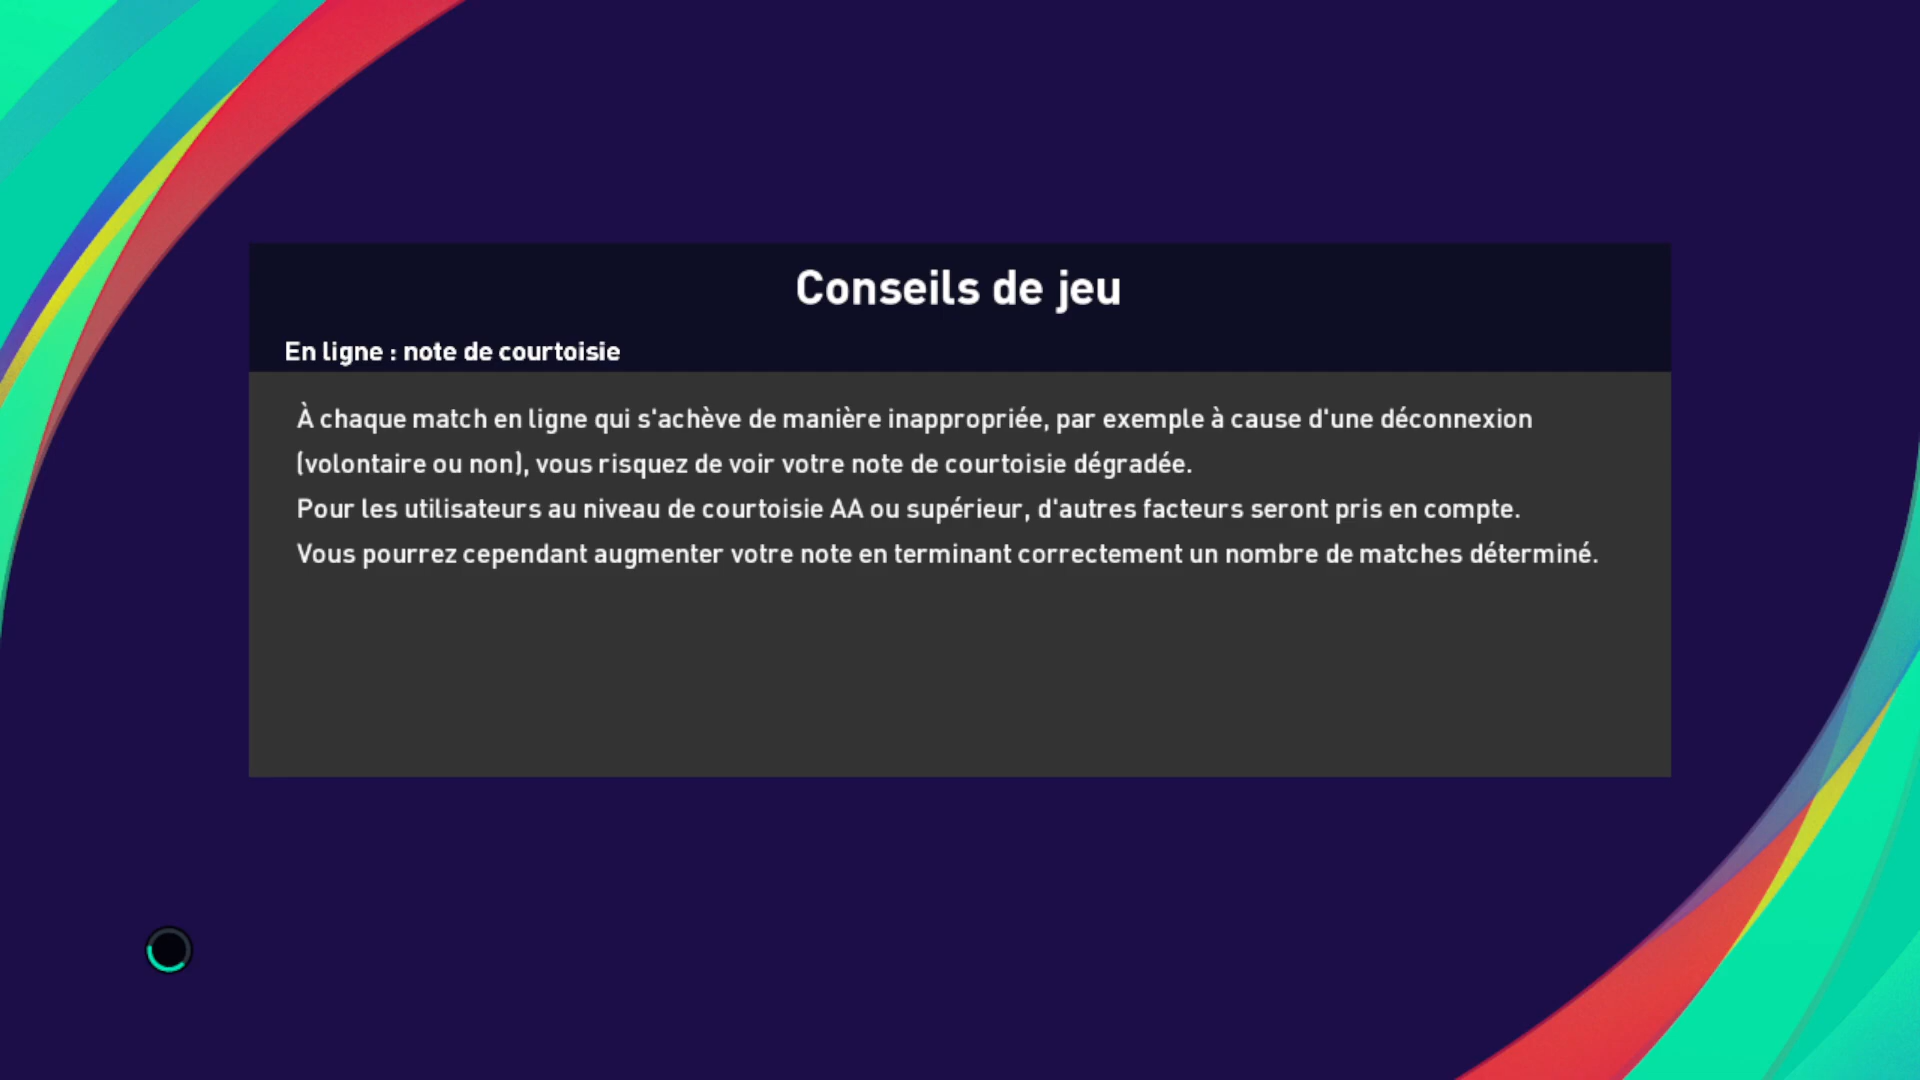 Conseils de jeu
En ligne : note de courtoisie
À chaque match en ligne qui s'achève de manière inappropriée, par exemple à cause d'une déconnexion
(volontaire ou non), vous risquez de voir votre note de courtoisie dégradée.
Pour les utilisateurs au niveau de courtoisie AA ou supérieur, d'autres facteurs seront pris en compte.
Vous pourrez cependant augmenter votre note en terminant correctement un nombre de matches déterminé.